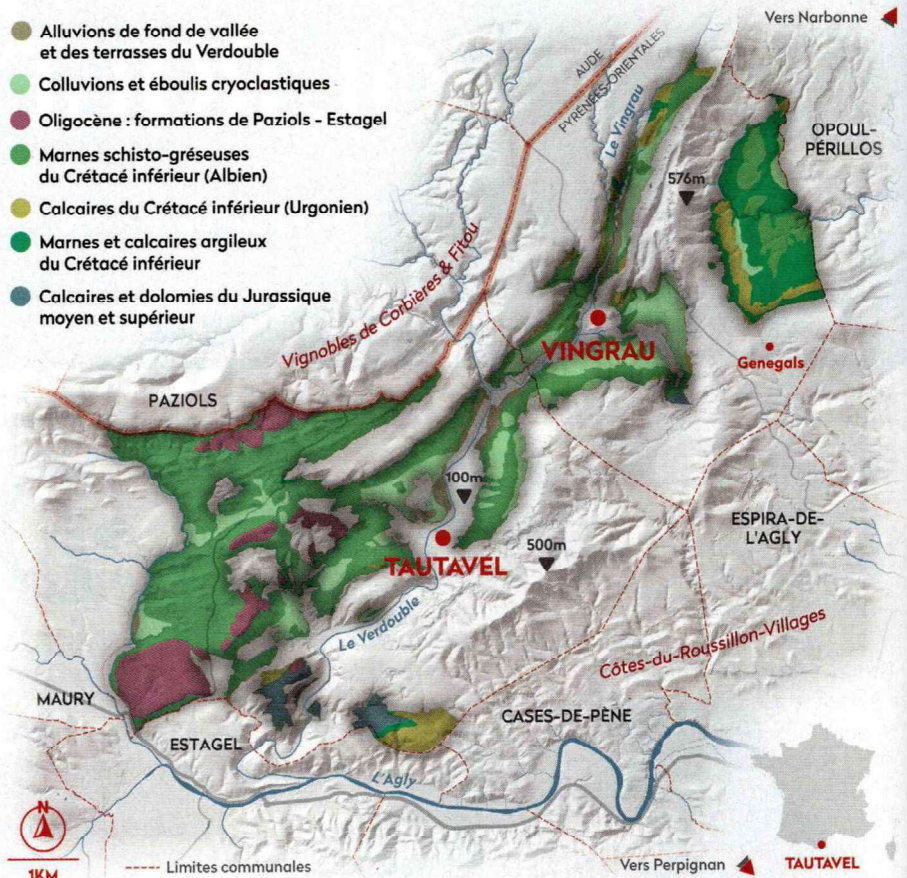 Alluvions de fond de vallée
et des terrasses du Verdouble
Colluvions et éboulis cryoclastiques
Oligocène : formations de Paziols - Estagel
Marnes schisto-gréseuses
du Crétacé inférieur (Albien)
Calcaires du Crétacé inférieur (Urgonien)
Marnes et calcaires argileux
du Crétacé inférieur
Calcaires et dolomies du Jurassique
moyen et supérieur
Vers Narbonne
AUDE
PYRÉNÉES-ORIENTALES
Le Vingrau
OPOUL-
PÉRILLOS
576m
Vignobles de Corbières & Fitou
VINGRAU
Genegals
PAZIOLS
100m
TAUTAVEL
500m
ESPIRA-DE-
L'AGLY
Le Verdouble
Côtes-du-Roussillon-Villages
MAURY
ESTAGEL
CASES-DE-PÈNE
L'Agly
N
1KM
Limites communales
Vers Perpignan
TAUTAVEL